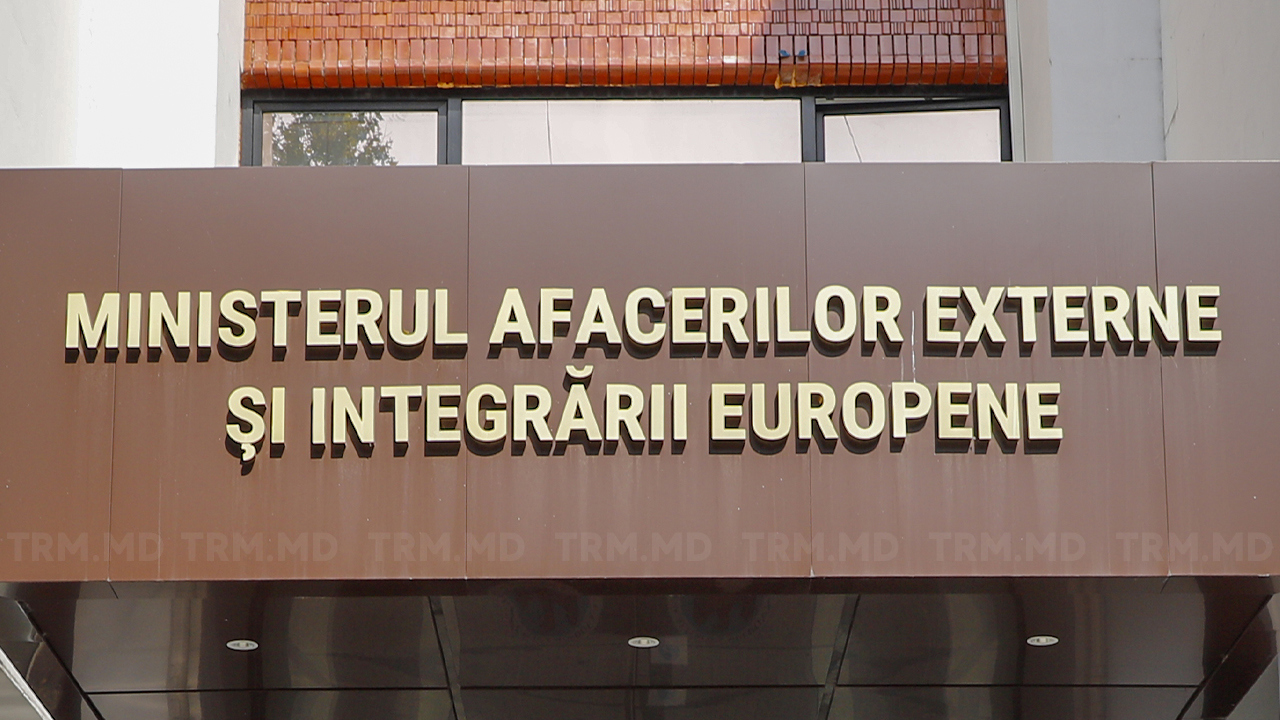 MINISTERUL AFACERILOR EXTERNE
ȘI INTEGRĂRII EUROPENE
TRM.MD TRM.MD TRM.MD TRM.MD TRM.MD TRM.MD TRM.MD